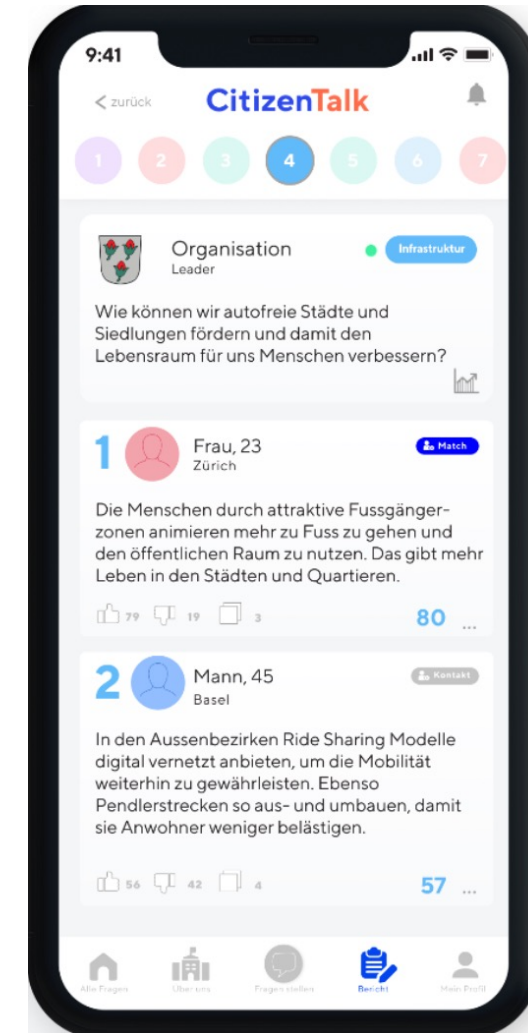 9:41
zurück
CitizenTalk
1 2 3 4 5 6 7
Organisation
Leader
Infrastruktur
Wie können wir autofreie Städte und
Siedlungen fördern und damit den
Lebensraum für uns Menschen verbessern?
1
Frau, 23
Zürich
Match
Die Menschen durch attraktive Fussgänger-
zonen animieren mehr zu Fuss zu gehen und
den öffentlichen Raum zu nutzen. Das gibt mehr
Leben in den Städten und Quartieren.
79 19 3 80 ...
2
Mann, 45
Basel
Kontakt
In den Aussenbezirken Ride Sharing Modelle
digital vernetzt anbieten, um die Mobilität
weiterhin zu gewährleisten. Ebenso
Pendlerstrecken so aus- und umbauen, damit
sie Anwohner weniger belästigen.
56 42 4 57 ...
Alle Fragen Über uns Fragen stellen Bericht Mein Profil